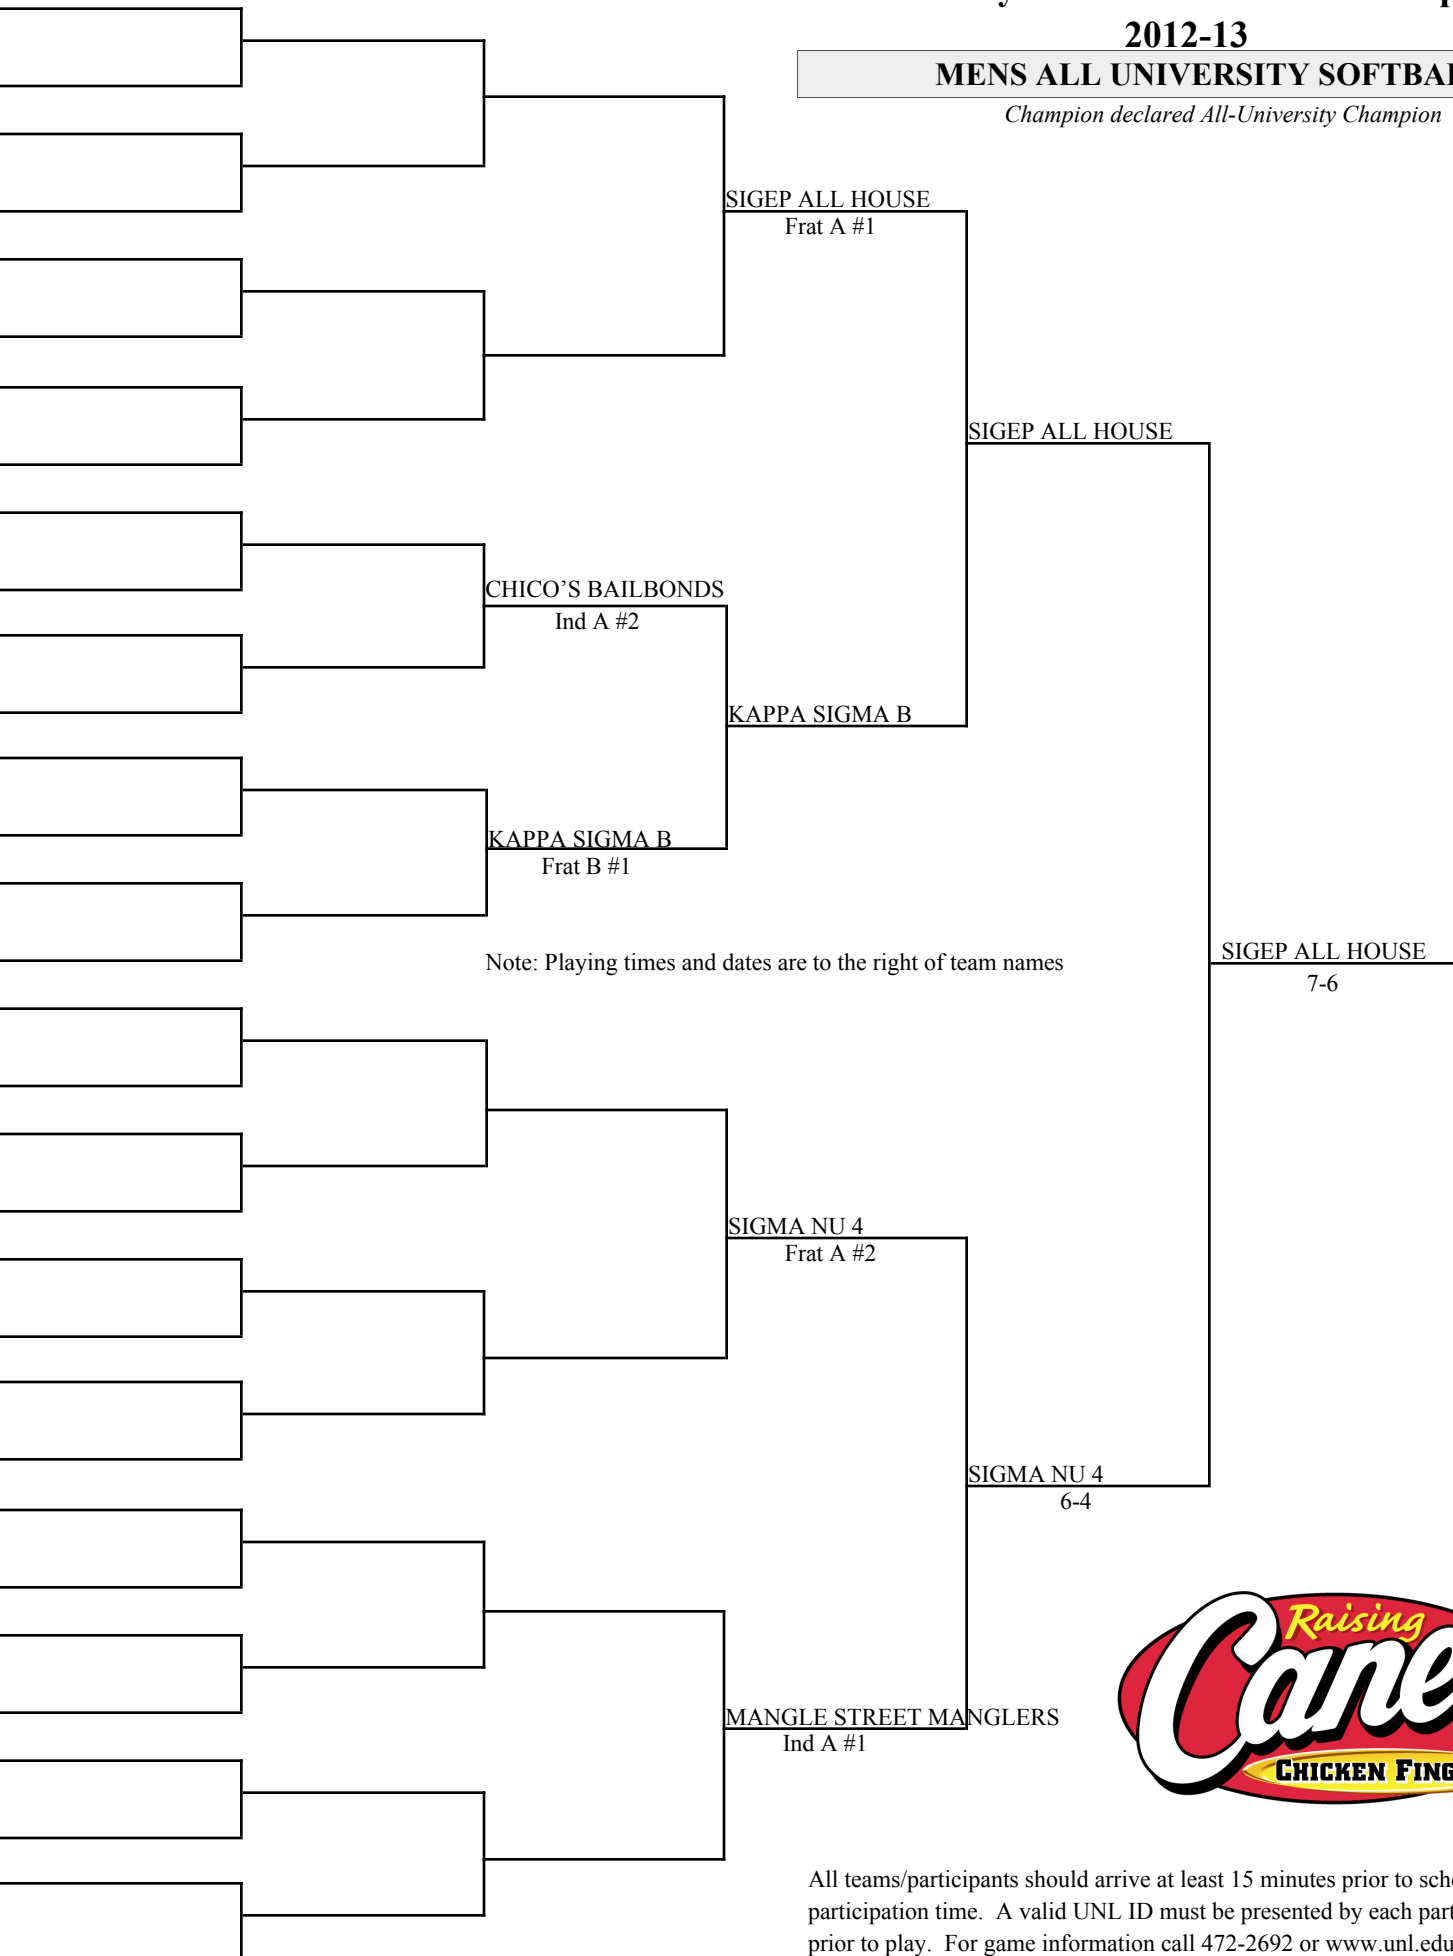 2012-13
MENS ALL UNIVERSITY
Champion declared All-University Champion
SIGEP ALL HOUSE
Frat A #1
SIGEP ALL HOUSE
CHICO’S BAILBONDS
Ind A #2
KAPPA SIGMA B
KAPPA SIGMA B
Frat B #1
Note: Playing times and dates are to the right of team names
SIGEP ALL HOUSE
7-6
SIGMA NU 4
Frat A #2
SIGMA NU 4
6-4
Raising
Cane
CHICKEN FING
MANGLE STREET MANGLERS
Ind A #1
All teams/participants should arrive at least 15 minutes prior to
participation time.  A valid UNL ID must be presented by each
prior to play.  For game information call 472-2692 or www.unl.edu